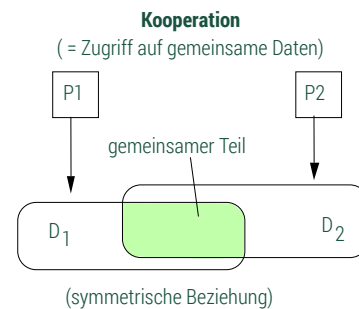 Kooperation
( = Zugriff auf gemeinsame Daten)
P1 P2
gemeinsamer Teil
D1 D2
(symmetrische Beziehung)